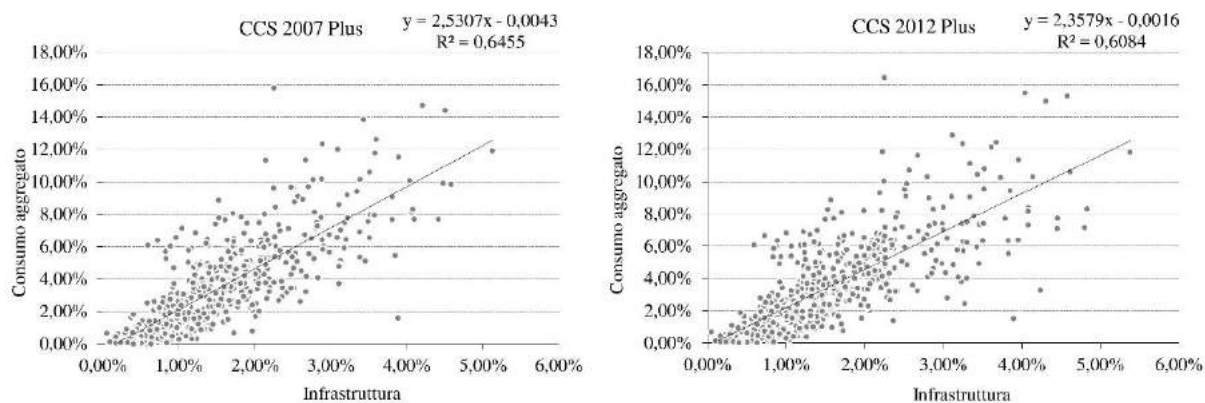 CCS 2007 Plus
y = 2,5307x - 0,0043
R² = 0,6455
18,00%
16,00%
14,00%
12,00%
10,00%
8,00%
6,00%
4,00%
2,00%
0,00%
Consumo aggregato
0,00% 1,00% 2,00% 3,00% 4,00% 5,00% 6,00%
Infrastruttura
CCS 2012 Plus
y = 2,3579x - 0,0016
R² = 0,6084
18,00%
16,00%
14,00%
12,00%
10,00%
8,00%
6,00%
4,00%
2,00%
0,00%
Consumo aggregato
0,00% 1,00% 2,00% 3,00% 4,00% 5,00% 6,00%
Infrastruttura